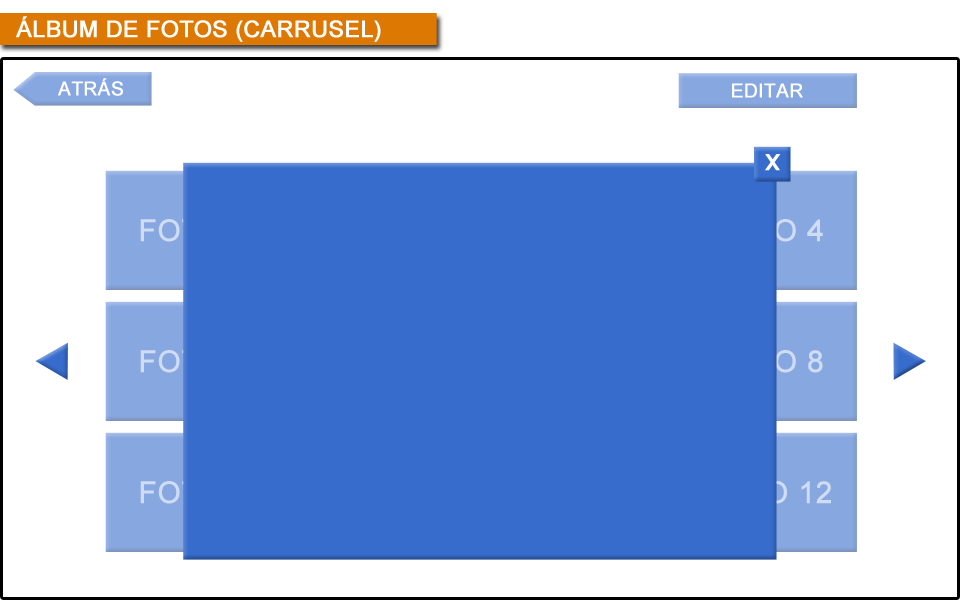 ÁLBUM DE FOTOS (CARRUSEL)
ATRÁS
EDITAR
X
4
8
12